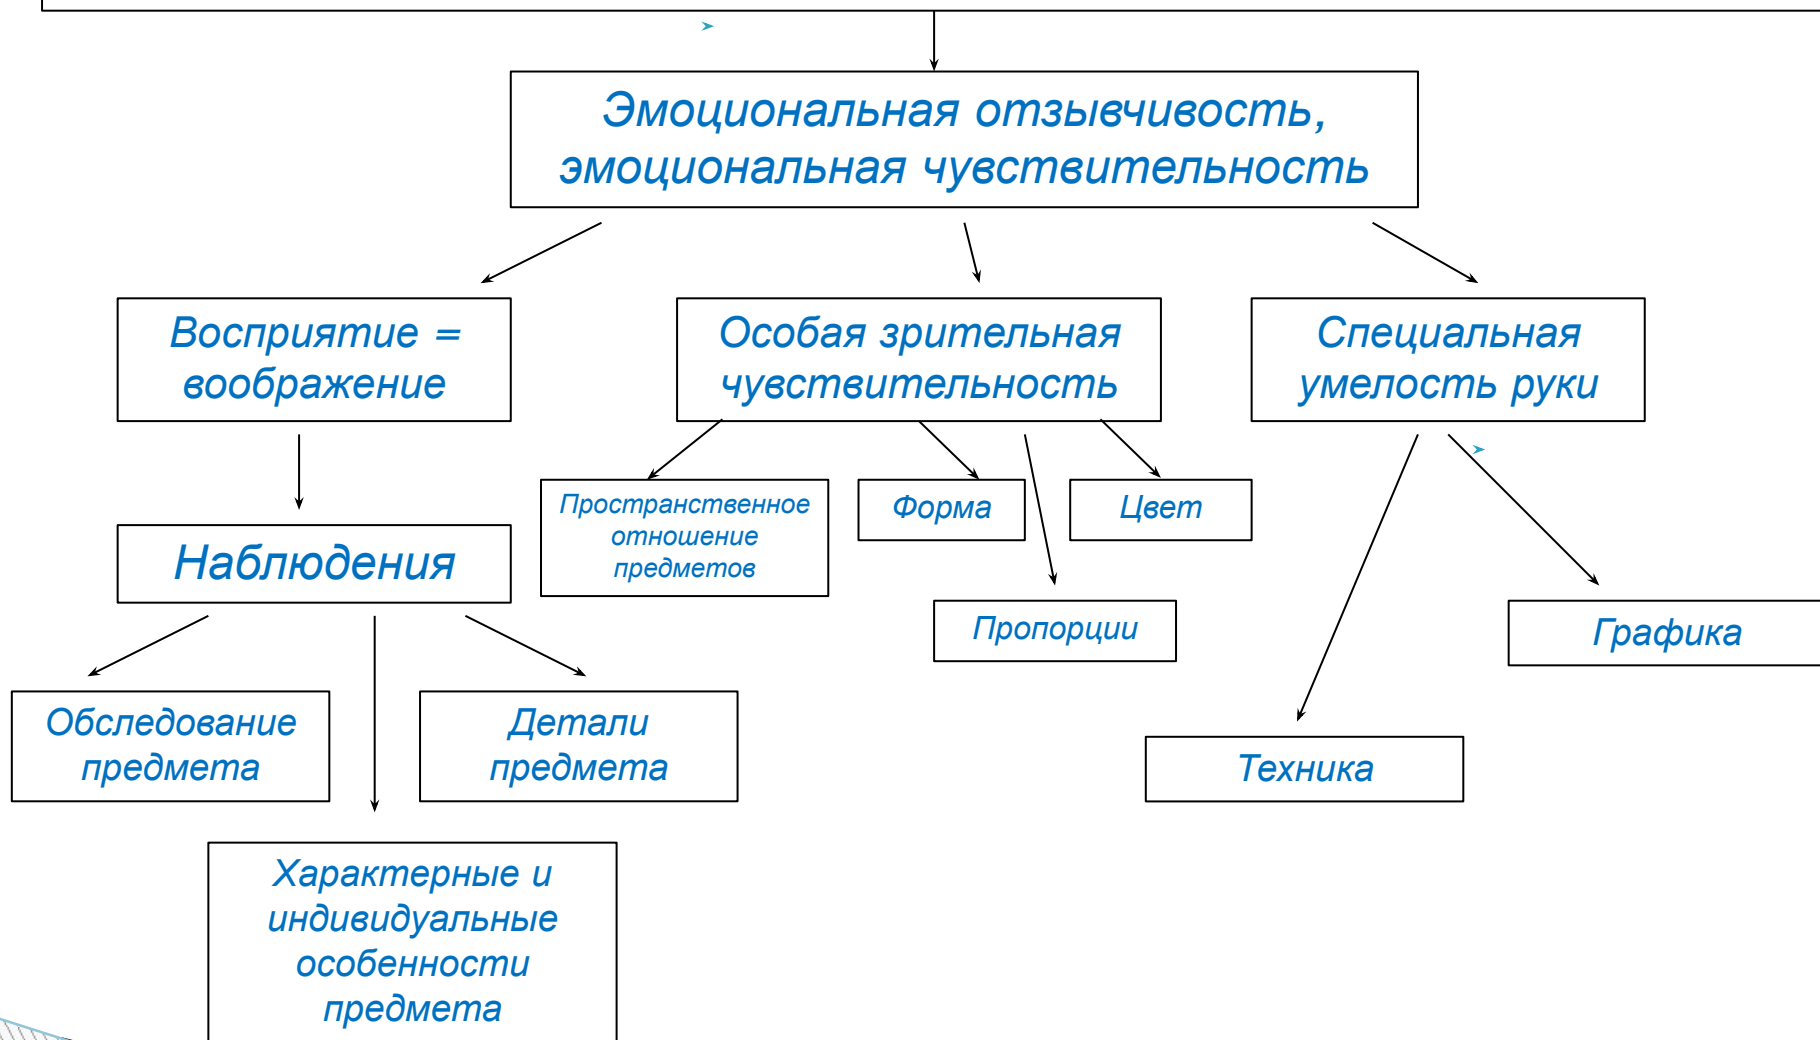 Эмоциональная отзывчивость,
эмоциональная чувствительность
Восприятие =
воображение
Особая зрительная
чувствительность
Специальная
умелость руки
Пространственное
отношение
предметов
Форма
Цвет
Наблюдения
Пропорции
Графика
Обследование
предмета
Детали
предмета
Техника
Характерные и
индивидуальные
особенности
предмета